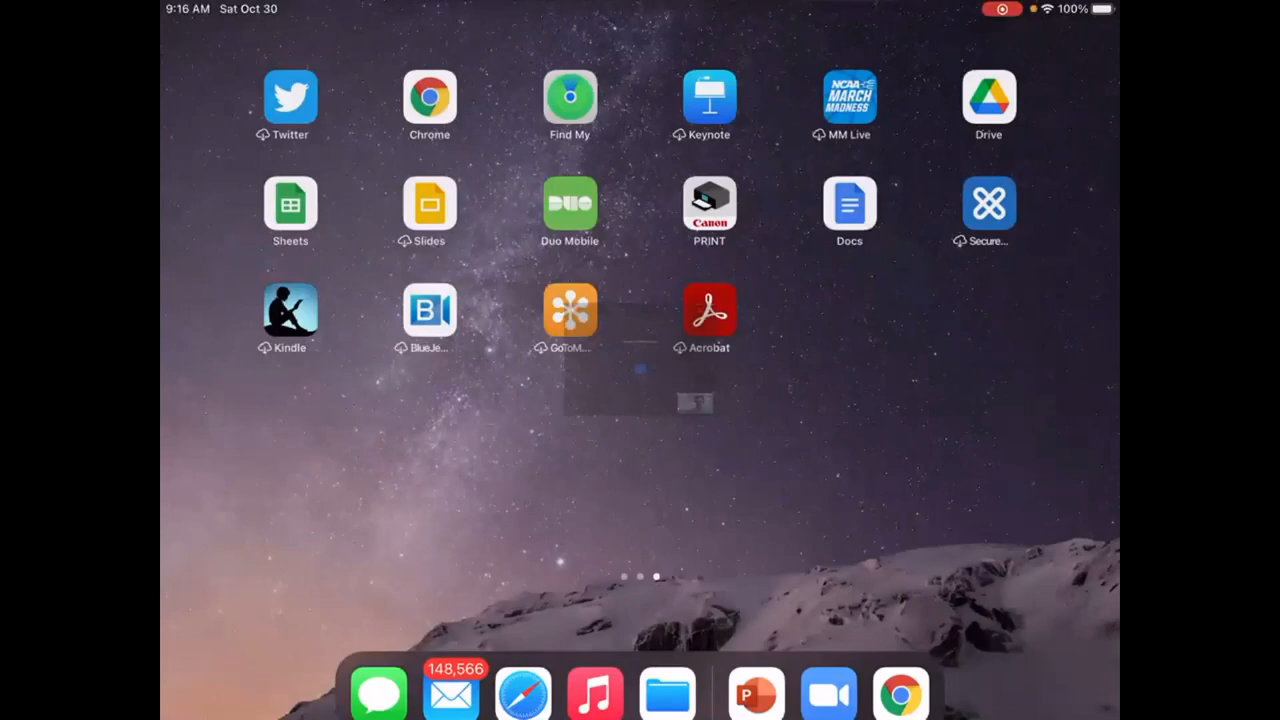 9:16 AM Sat Oct 30
100%
Twitter
Chrome
Find My
Keynote
NCAA
MARCH
MADNESS
MM Live
Drive
Sheets
Slides
DUO
Duo Mobile
Canon
PRINT
Docs
Secure...
Kindle
B
BlueJe...
GoToM...
Acrobat
148,566
P